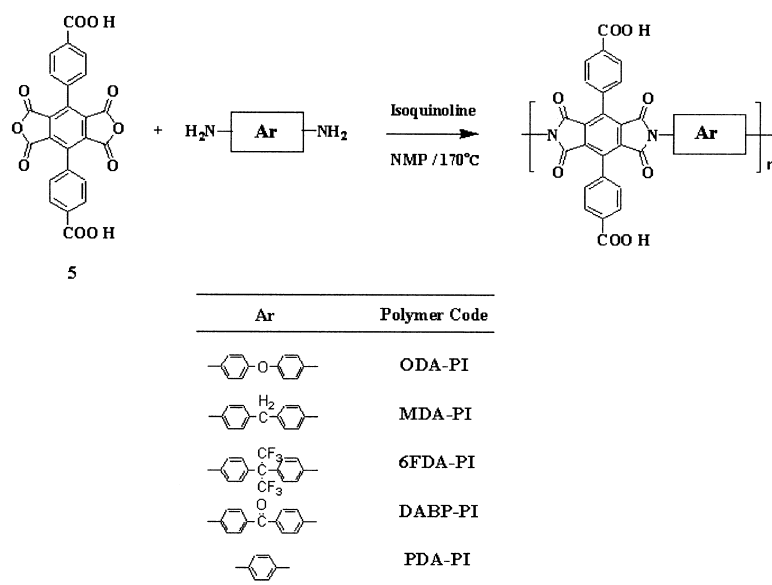 COO H
COO H
O O O O
O O
O O O O
H₂N Ar NH₂
+
Isoquinoline
NMP / 170°C
N Ar N
n
COO H
COO H
5
Ar Polymer Code
O ODA-PI
H₂
C MDA-PI
CF₃
C 6FDA-PI
CF₃
O
C DABP-PI
PDA-PI